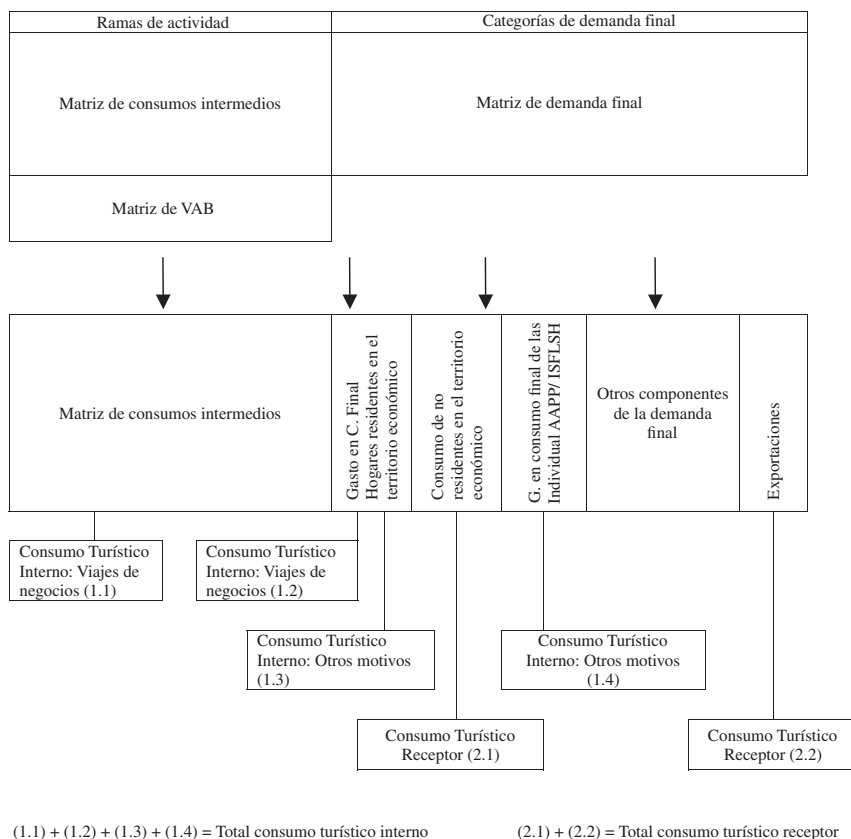 Ramas de actividad
Categorías de demanda final
Matriz de consumos intermedios
Matriz de demanda final
Matriz de VAB
Matriz de consumos intermedios
Gasto en C. Final
Hogares residentes en el
territorio económico
Consumo de no
residentes en el territorio
económico
G. en consumo final de las
Individual AAPP/ ISFLSH
Otros componentes
de la demanda
final
Exportaciones
Consumo Turístico
Interno: Viajes de
negocios (1.1)
Consumo Turístico
Interno: Viajes de
negocios (1.2)
Consumo Turístico
Interno: Otros motivos
(1.3)
Consumo Turístico
Interno: Otros motivos
(1.4)
Consumo Turístico
Receptor (2.1)
Consumo Turístico
Receptor (2.2)
(1.1) + (1.2) + (1.3) + (1.4) = Total consumo turístico interno
(2.1) + (2.2) = Total consumo turístico receptor